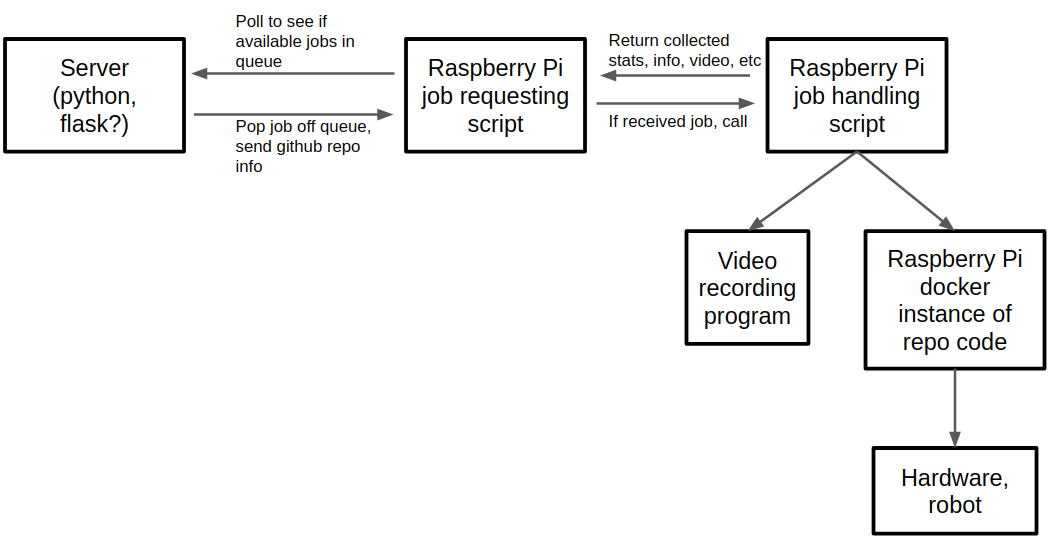 Server
(python,
flask?)
Poll to see if
available jobs in
queue
Pop job off queue,
send github repo
info
Raspberry Pi
job requesting
script
Return collected
stats, info, video, etc
If received job, call
Raspberry Pi
job handling
script
Video
recording
program
Raspberry Pi
docker
instance of
repo code
Hardware,
robot